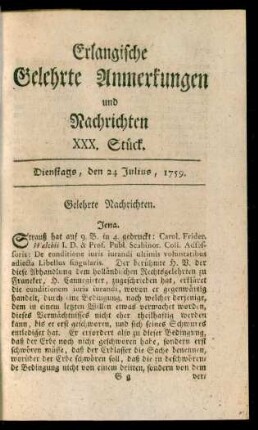 Erlangische
Gelehrte Anmerkungen
und
Nachrichten
XXX. Stück.
Dienstags, den 24 Julius, 1759.
Gelehrte Nachrichten.
Jena.
Strauß hat auf 9. B. in 4. gedruckt: Carol. Frider.
Walchii I. D. & Prof. Publ. Scabinor. Coll. Adses-
soris: De conditione iuris iurandi ultimis voluntatibus
adiecta Libellus singularis. Der berühmte H. V. der
diese Abhandlung dem holländischen Rechtsgelehrten zu
Franeker, H. Cannegieter, zugeschrieben hat, erkläret
die conditionem iuris iurandi, wovon er gegenwärtig
handelt, durch eine Bedingung, nach welcher derjenige,
dem in einem letzten Willen etwas vermachet worden,
dieses Vermächtnisses nicht eher theilhaftig werden
kann, bis er erst geschworen, und sich seines Schwures
entlediget hat. Er erfordert also zu dieser Bedingung,
daß der Erbe noch nicht geschworen habe, sondern erst
schwören müsse, daß der Erblasser die Sache benennen,
worüber der Erbe schwören soll, daß die zu beschwören-
de Bedingung nicht von einem dritten, sondern von dem
G g